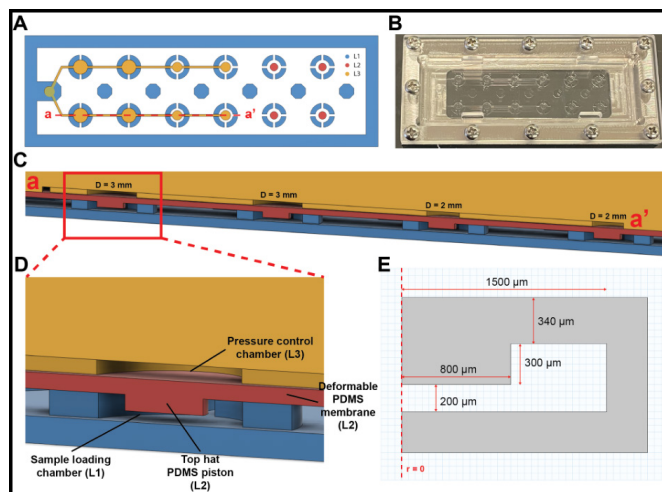 A
B
L1
L2
L3
a
a'
C
a
D = 3 mm
D = 3 mm
D = 2 mm
D = 2 mm
a'
D
E
Pressure control
chamber (L3)
Deformable
PDMS
membrane
(L2)
Sample loading
chamber (L1)
Top hat
PDMS piston
(L2)
1500 µm
340 µm
800 µm
300 µm
200 µm
r = 0